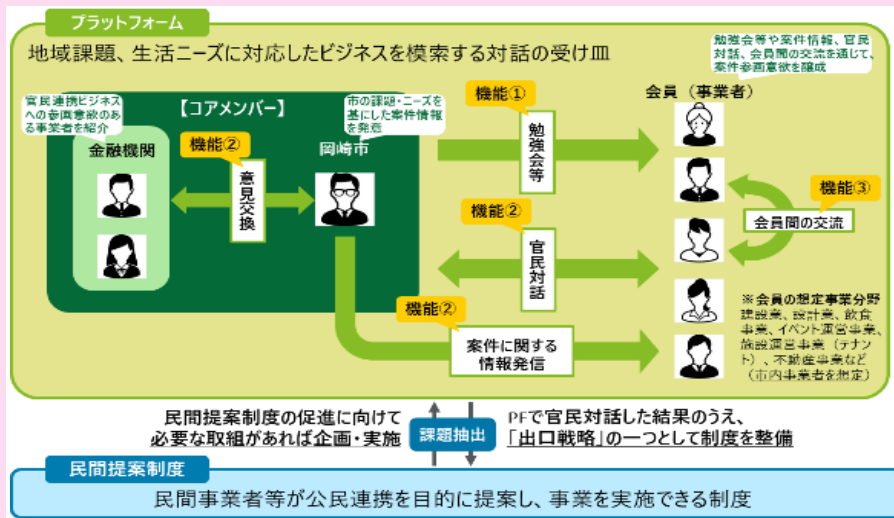 プラットフォーム
地域課題、生活ニーズに対応したビジネスを模索する対話の受け皿
勉強会等や案件情報、官民
対話、会員間の交流を通じて、
案件参画意欲を醸成
官民連携ビジネス
への参画意欲のあ
る事業者を紹介
【コアメンバー】
市の課題・ニーズを
基にした案件情報
を発意
機能①
会員（事業者）
金融機関
機能②
岡崎市
勉強会等
意見交換
機能③
会員間の交流
機能②
官民対話
※会員の想定事業分野
建設業、設計業、飲食
事業、イベント運営事業、
施設運営事業（テナン
ト）、不動産事業など
（市内事業者を想定）
機能②
案件に関する
情報発信
民間提案制度の促進に向けて
必要な取組があれば企画・実施
課題抽出
PFで官民対話した結果のうえ、
「出口戦略」の一つとして制度を整備
民間提案制度
民間事業者等が公民連携を目的に提案し、事業を実施できる制度